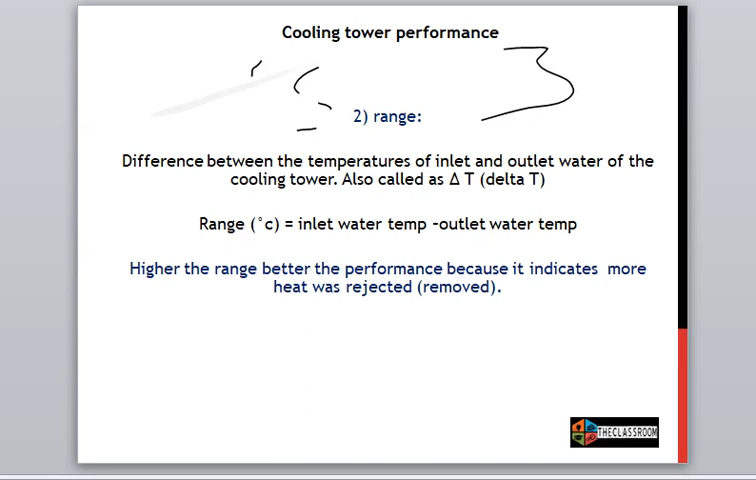 Cooling tower performance
2) range:
Difference between the temperatures of inlet and outlet water of the
cooling tower. Also called as Δ T (delta T)
Range (°c) = inlet water temp -outlet water temp
Higher the range better the performance because it indicates more
heat was rejected (removed).
THECLASSROOM